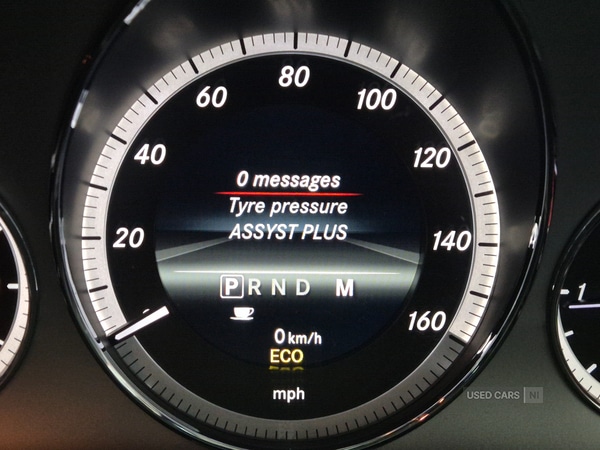 80
60
100
40
120
0 messages
Tyre pressure
20
ASSYST PLUS
140
P R N D M
160
0 km/h
ECO
mph
1
USED CARS NI